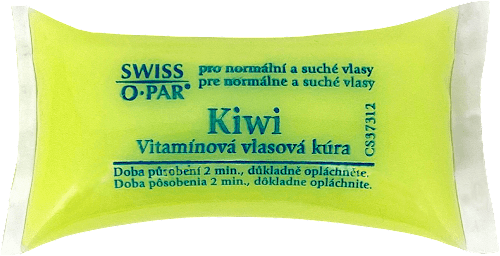 SWISS O·PAR®
pro normální a suché vlasy
pre normálne a suché vlasy
Kiwi
Vitamínová vlasová kúra
CS37312
Doba působení 2 min., důkladně opláchněte.
Doba pôsobenia 2 min., dôkladne opláchnite.